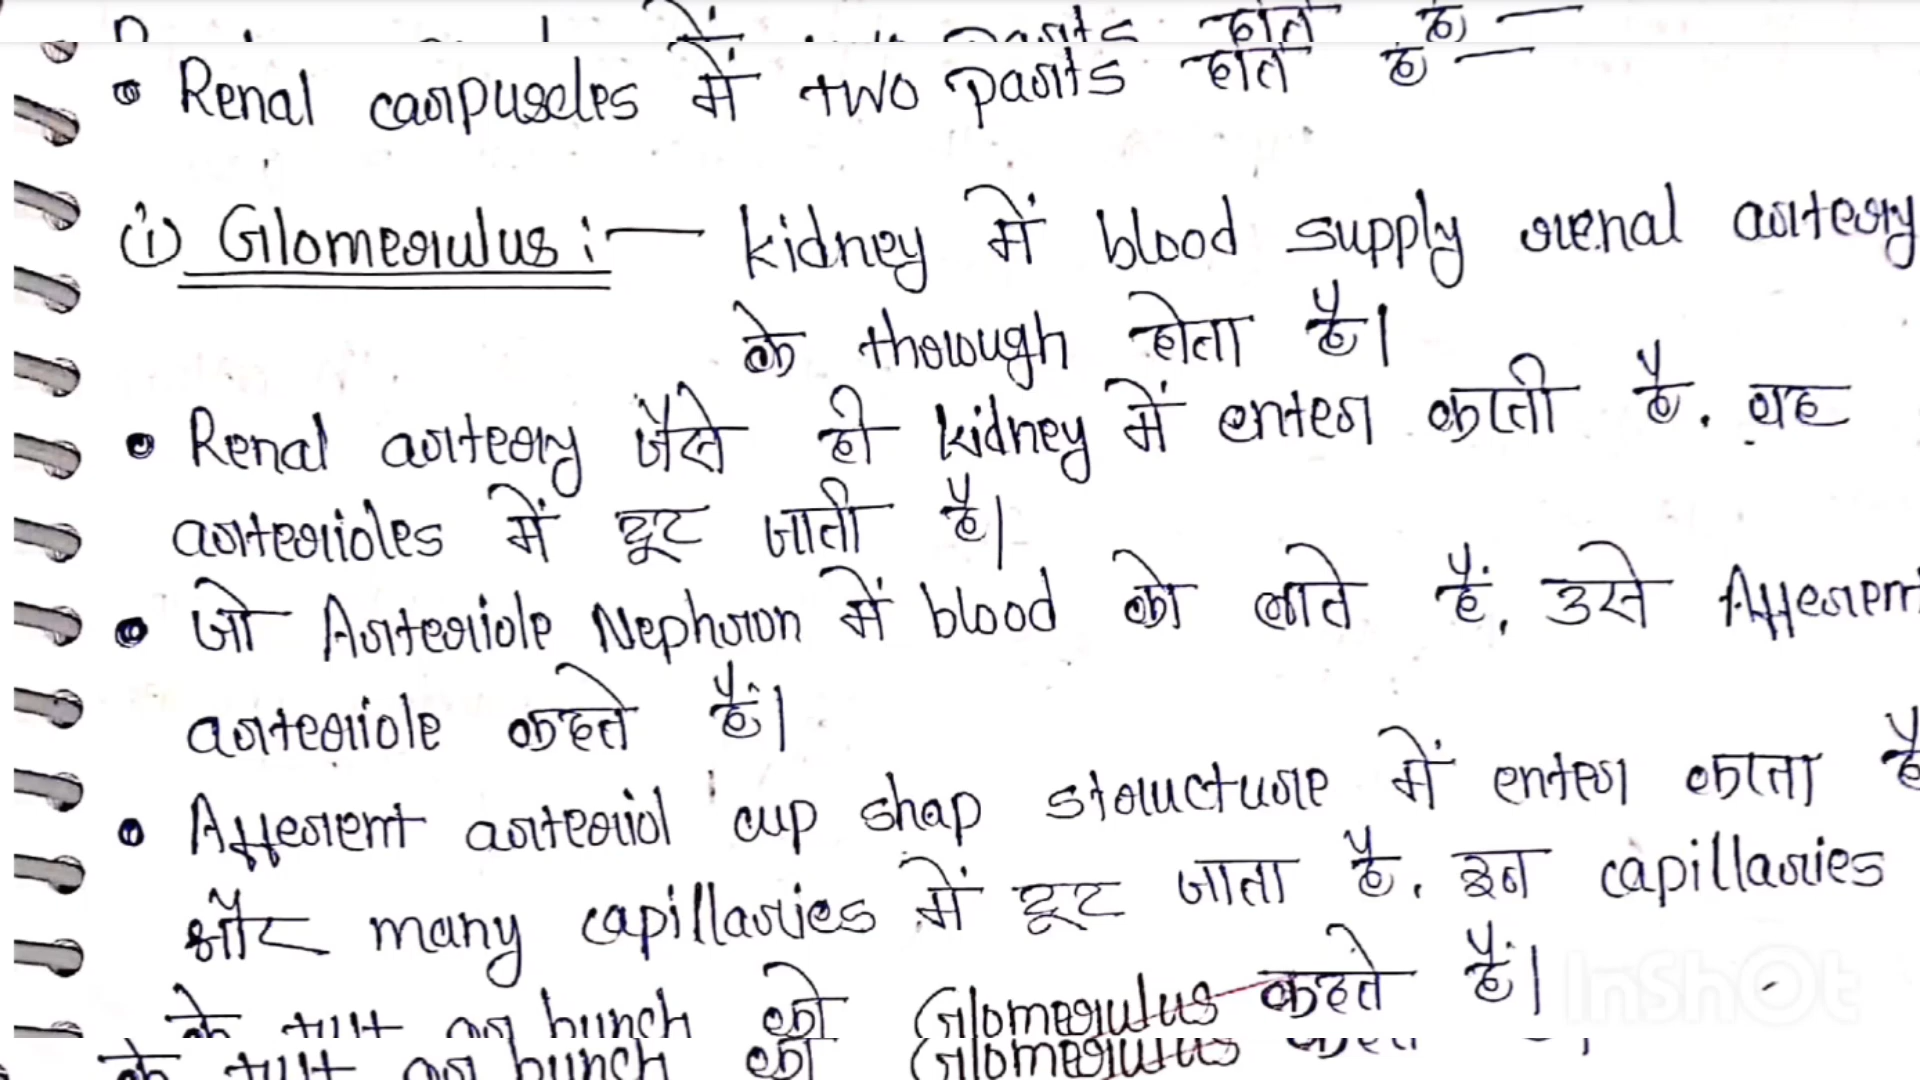 • Renal carpuscles में two parts होते है —
(i) Glomerulus :— kidney में blood supply renal artery
के thorough होता है।
• Renal artery जैसे ही kidney में enter करती है. यह
arterioles में टूट जाती है।
• जो Arteriole Nephron में blood को लाते हैं. उसे Afferent
arteriole कहते हैं।
• Afferent arteriol cup shap structure में enter करता है
और many capillaries में टूट जाता है. इन capillaries
के tuft or bunch को Glomerulus कहते हैं।
InShOt